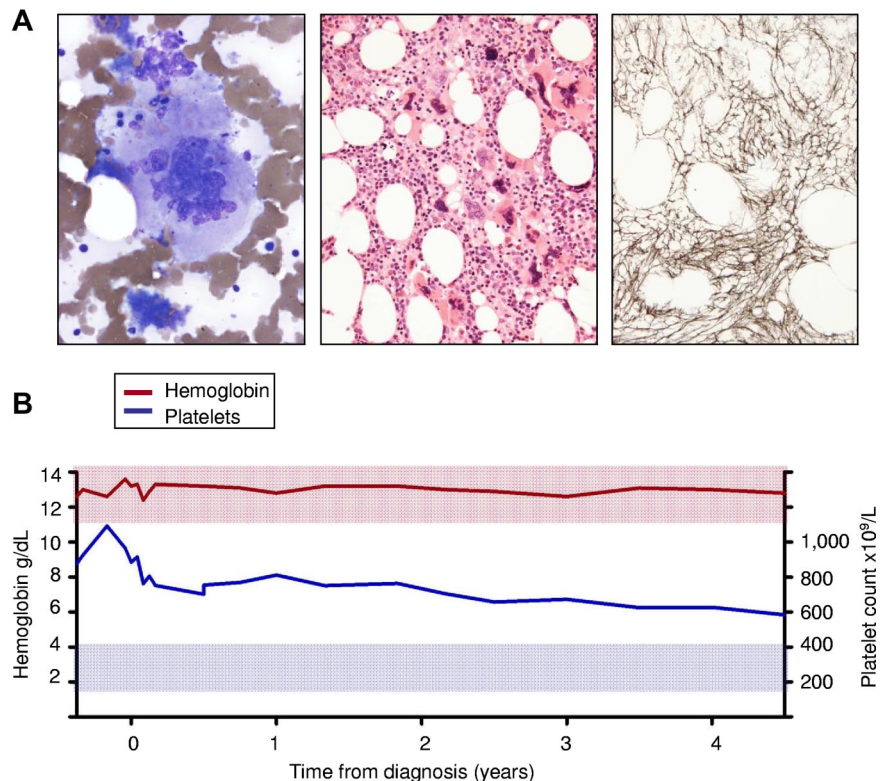 A
B
Hemoglobin
Platelets
Hemoglobin g/dL
14
12
10
8
6
4
2
1,000
800
600
400
200
Platelet count x10⁹/L
0 1 2 3 4
Time from diagnosis (years)